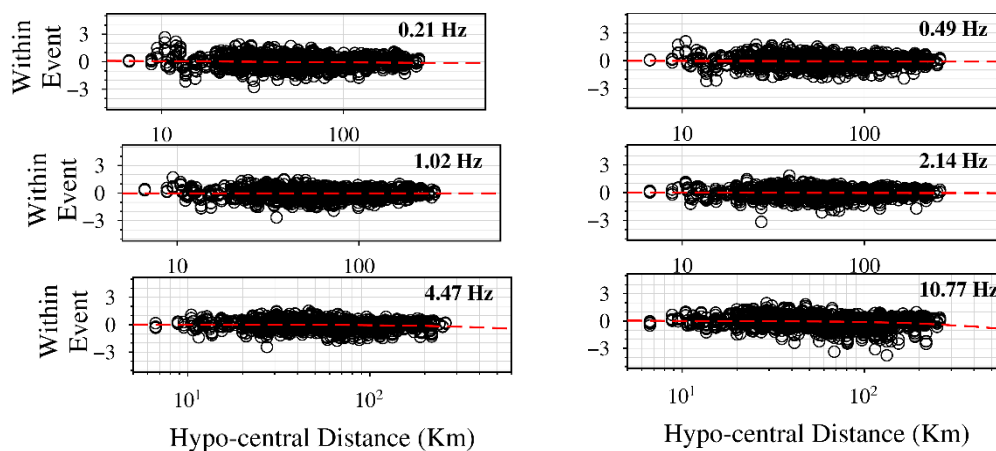 0.21 Hz
Within
Event
3
0
−3
10
100
0.49 Hz
3
0
−3
10
100
1.02 Hz
Within
Event
3
0
−3
10
100
2.14 Hz
3
0
−3
10
100
4.47 Hz
Within
Event
3
0
−3
10¹
10²
Hypo-central Distance (Km)
10.77 Hz
3
0
−3
10
100
Hypo-central Distance (Km)